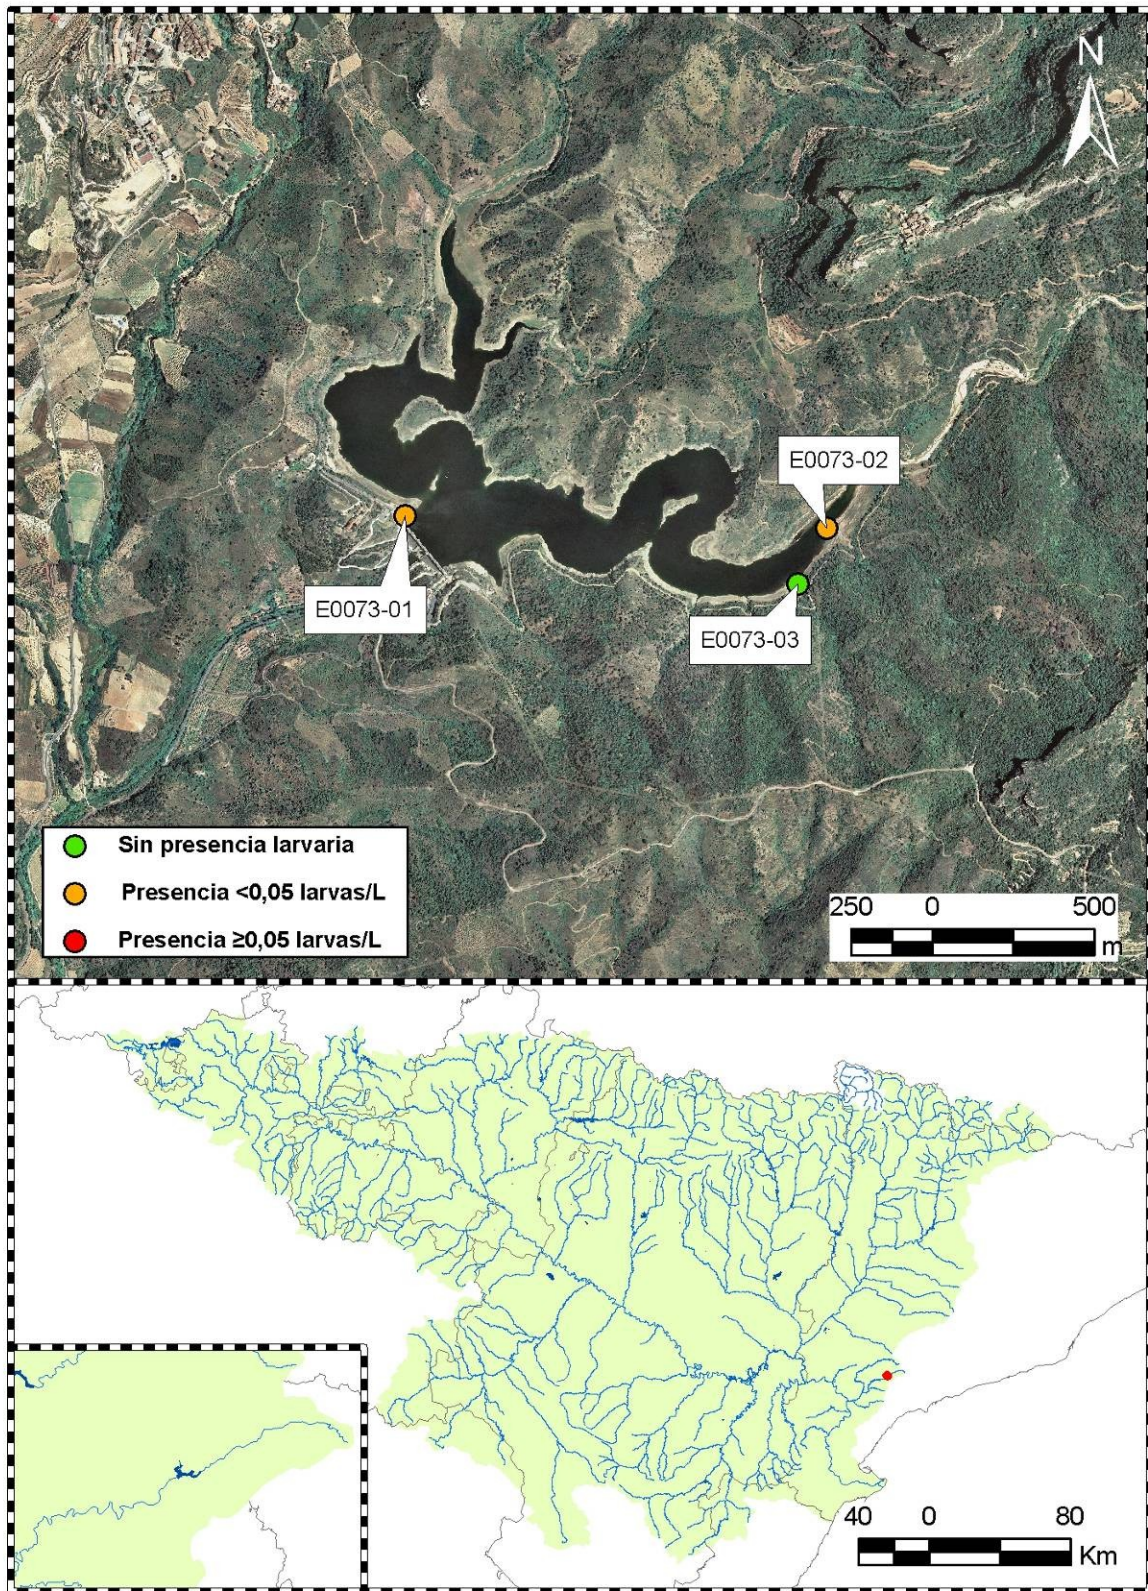 N
E0073-02
E0073-01
E0073-03
Sin presencia larvaria
Presencia <0,05 larvas/L
Presencia ≥0,05 larvas/L
250 0 500
m
40 0 80
Km